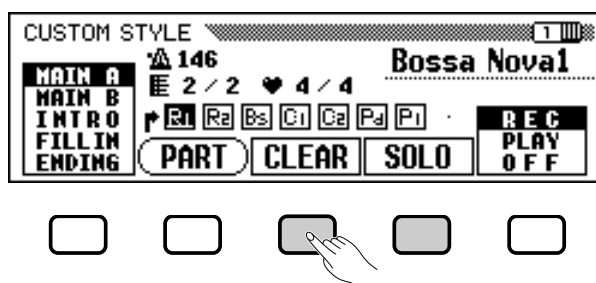 CUSTOM STYLE 1
146 Bossa Nova1
2/2 4/4
MAIN A
MAIN B
INTRO
FILLIN
ENDING
R1 R2 Bs C1 C2 Pd P1
PART CLEAR SOLO
REC
PLAY
OFF